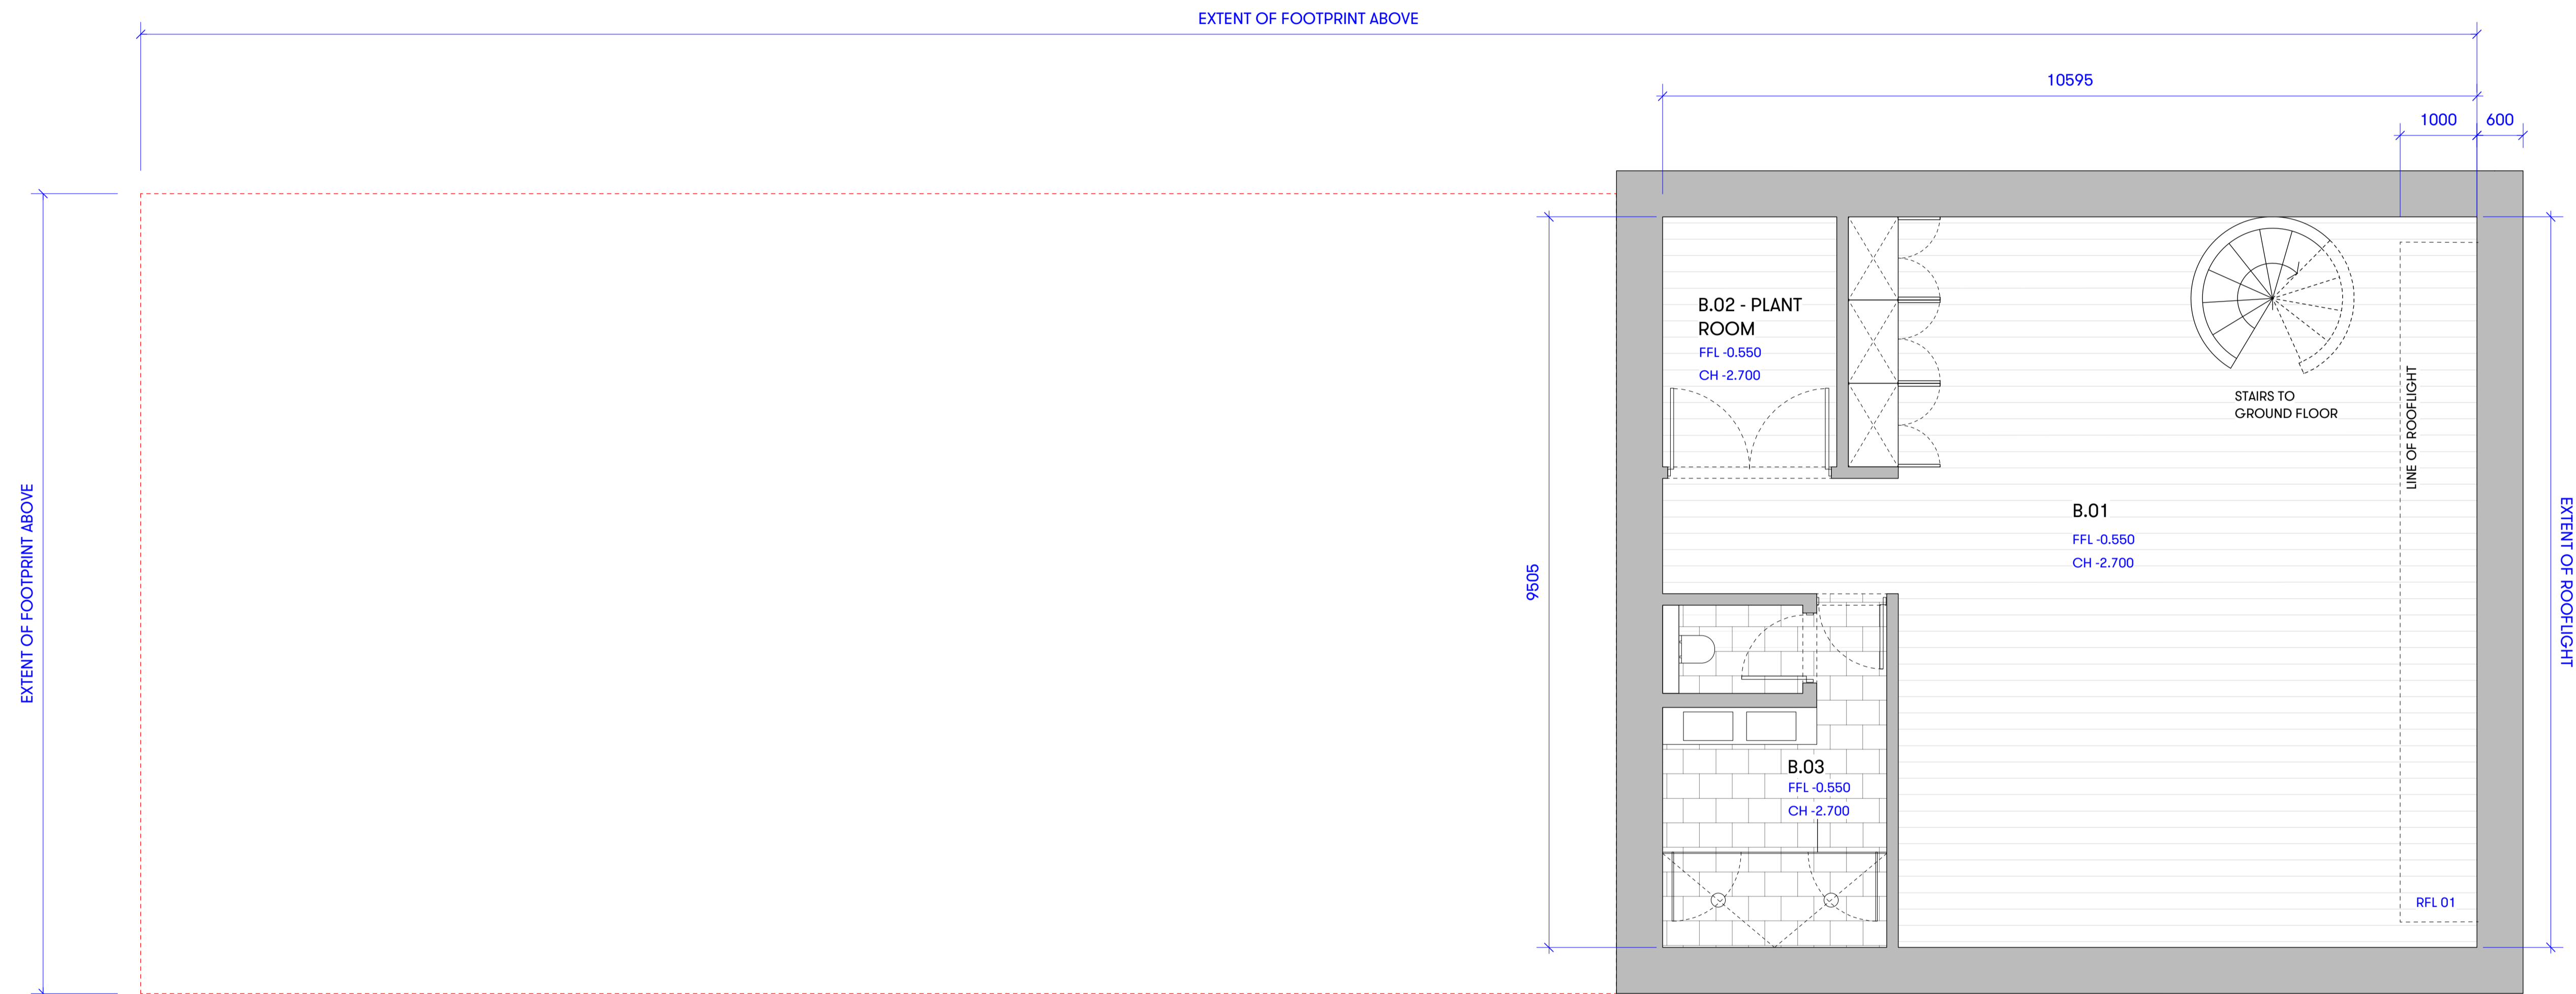 EXTENT OF FOOTPRINT ABOVE
10595
1000
600
B.02 - PLANT
ROOM
FFL -0.550
CH -2.700
STAIRS TO
GROUND FLOOR
LINE OF ROOFLIGHT
B.01
FFL -0.550
CH -2.700
EXTENT OF FOOTPRINT ABOVE
9505
EXTENT OF ROOFLIGHT
B.03
FFL -0.550
CH -2.700
RFL 01